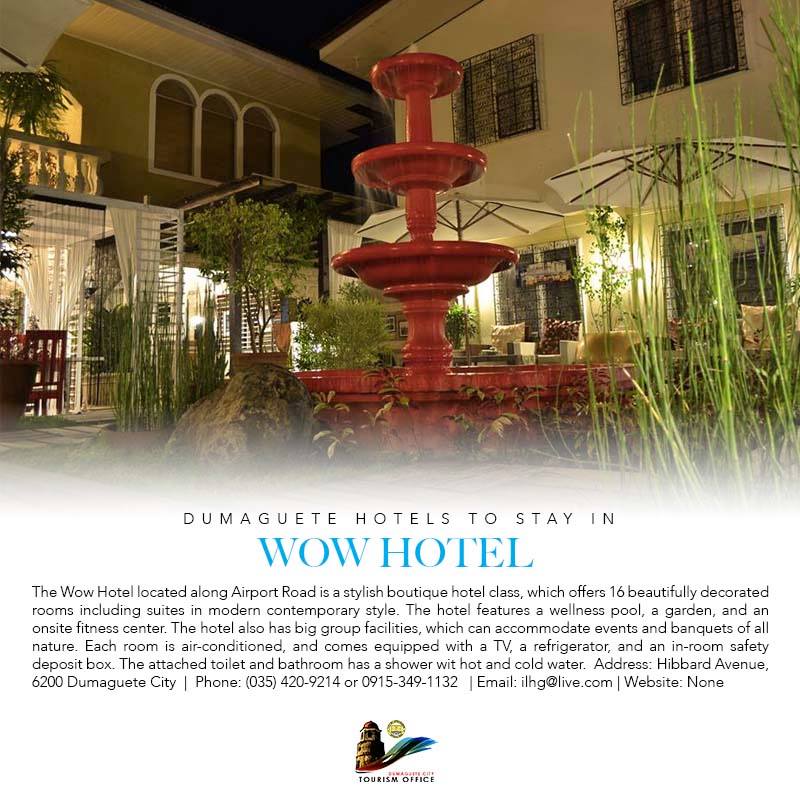 DUMAGUETE HOTELS TO STAY IN
WOW HOTEL
The Wow Hotel located along Airport Road is a stylish boutique hotel class, which offers 16 beautifully decorated
rooms including suites in modern contemporary style. The hotel features a wellness pool, a garden, and an
onsite fitness center. The hotel also has big group facilities, which can accommodate events and banquets of all
nature. Each room is air-conditioned, and comes equipped with a TV, a refrigerator, and an in-room safety
deposit box. The attached toilet and bathroom has a shower wit hot and cold water. Address: Hibbard Avenue,
6200 Dumaguete City | Phone: (035) 420-9214 or 0915-349-1132 | Email: ilhg@live.com | Website: None
DUMAGUETE CITY
TOURISM OFFICE